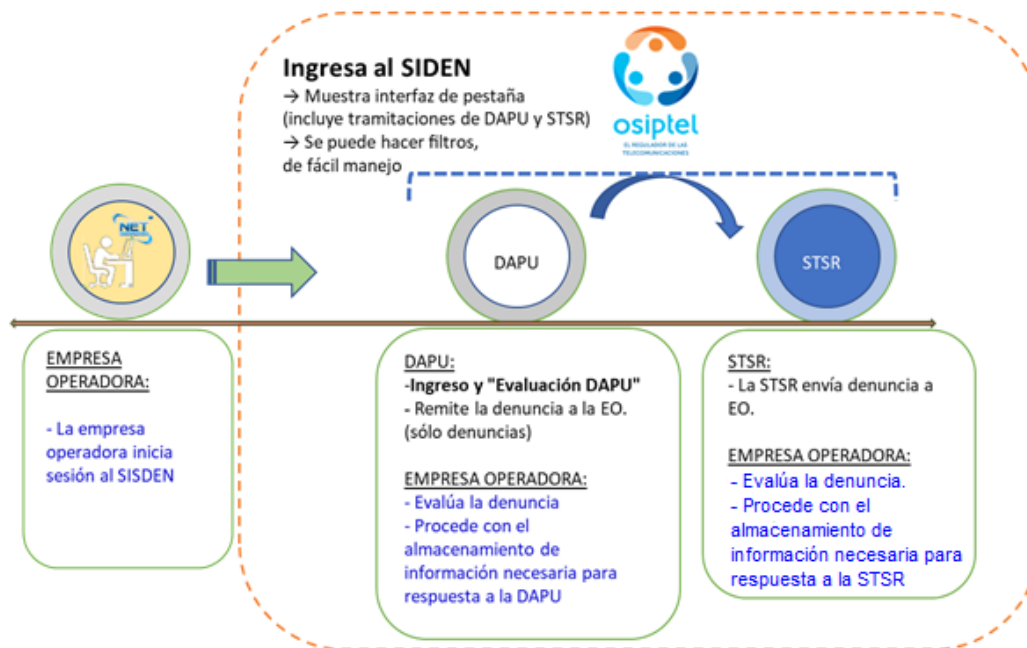 Ingresa al SIDEN
→ Muestra interfaz de pestaña
(incluye tramitaciones de DAPU y STSR)
→ Se puede hacer filtros,
de fácil manejo
osiptel
EL REGULADOR DE LAS
TELECOMUNICACIONES
NET
DAPU
STSR
EMPRESA
OPERADORA:
- La empresa
operadora inicia
sesión al SISDEN
DAPU:
-Ingreso y "Evaluación DAPU"
- Remite la denuncia a la EO.
(sólo denuncias)
EMPRESA OPERADORA:
- Evalúa la denuncia
- Procede con el
almacenamiento de
información necesaria para
respuesta a la DAPU
STSR:
- La STSR envía denuncia a
EO.
EMPRESA OPERADORA:
- Evalúa la denuncia.
- Procede con el
almacenamiento de
información necesaria para
respuesta a la STSR